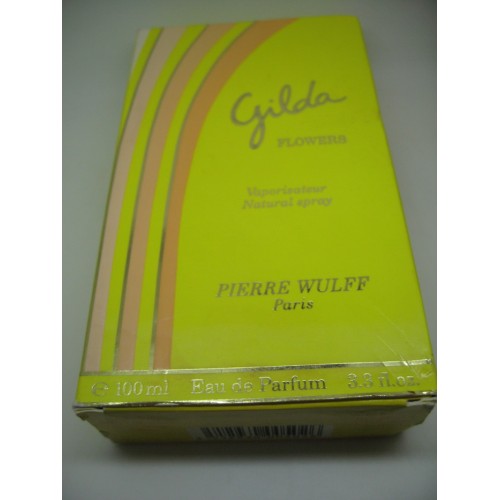 Gilda
FLOWERS
Vaporisateur
Natural spray
PIERRE WULFF
Paris
℮ 100 ml Eau de Parfum 3.3 fl.oz.